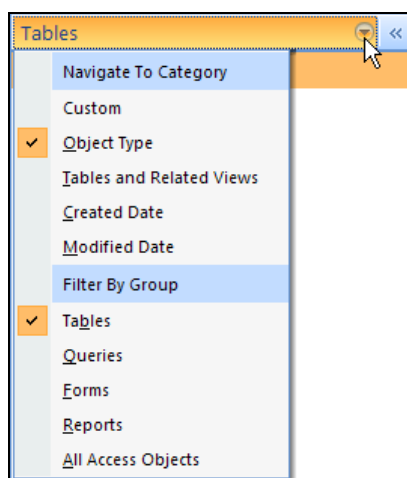 Tables
Navigate To Category
Custom
Object Type
Tables and Related Views
Created Date
Modified Date
Filter By Group
Tables
Queries
Forms
Reports
All Access Objects